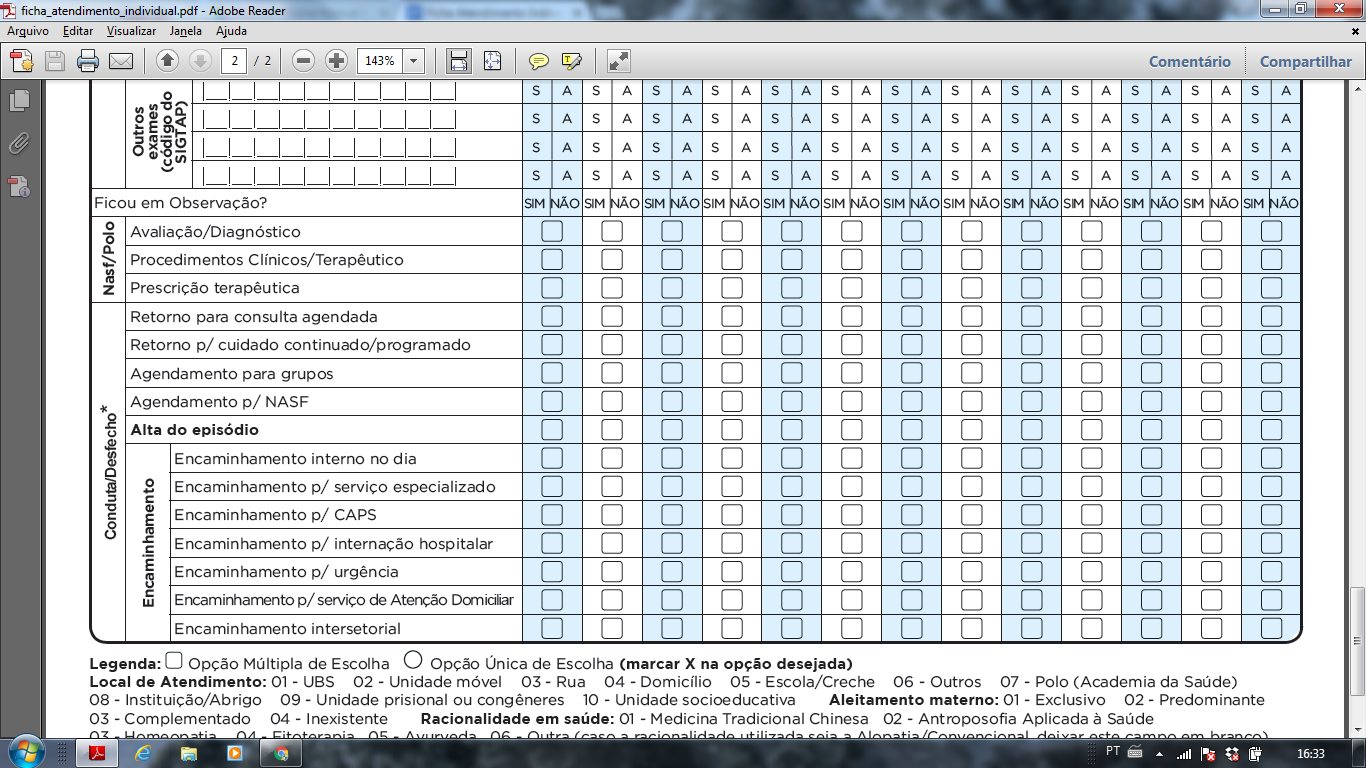 ficha_atendimento_individual.pdf - Adobe Reader
Arquivo Editar Visualizar Janela Ajuda
2 / 2 143% Comentário Compartilhar
Outros exames (código do SIGTAP)
S A S A S A S A S A S A S A S A S A S A S A S A S A
S A S A S A S A S A S A S A S A S A S A S A S A S A
S A S A S A S A S A S A S A S A S A S A S A S A S A
S A S A S A S A S A S A S A S A S A S A S A S A S A
Ficou em Observação? SIM NÃO SIM NÃO SIM NÃO SIM NÃO SIM NÃO SIM NÃO SIM NÃO SIM NÃO SIM NÃO SIM NÃO SIM NÃO SIM NÃO SIM NÃO
Nasf/Polo
Avaliação/Diagnóstico
Procedimentos Clínicos/Terapêutico
Prescrição terapêutica
Conduta/Desfecho*
Retorno para consulta agendada
Retorno p/ cuidado continuado/programado
Agendamento para grupos
Agendamento p/ NASF
Alta do episódio
Encaminhamento
Encaminhamento interno no dia
Encaminhamento p/ serviço especializado
Encaminhamento p/ CAPS
Encaminhamento p/ internação hospitalar
Encaminhamento p/ urgência
Encaminhamento p/ serviço de Atenção Domiciliar
Encaminhamento intersetorial
Legenda: Opção Múltipla de Escolha Opção Única de Escolha (marcar X na opção desejada)
Local de Atendimento: 01 - UBS 02 - Unidade móvel 03 - Rua 04 - Domicílio 05 - Escola/Creche 06 - Outros 07 - Polo (Academia da Saúde)
08 - Instituição/Abrigo 09 - Unidade prisional ou congêneres 10 - Unidade socioeducativa Aleitamento materno: 01 - Exclusivo 02 - Predominante
03 - Complementado 04 - Inexistente Racionalidade em saúde: 01 - Medicina Tradicional Chinesa 02 - Antroposofia Aplicada à Saúde
03 - Homeopatia 04 - Fitoterapia 05 - Ayurveda 06 - Outra (caso a racionalidade utilizada seja a Alopatia/Convencional, deixar este campo em branco)
PT 16:33